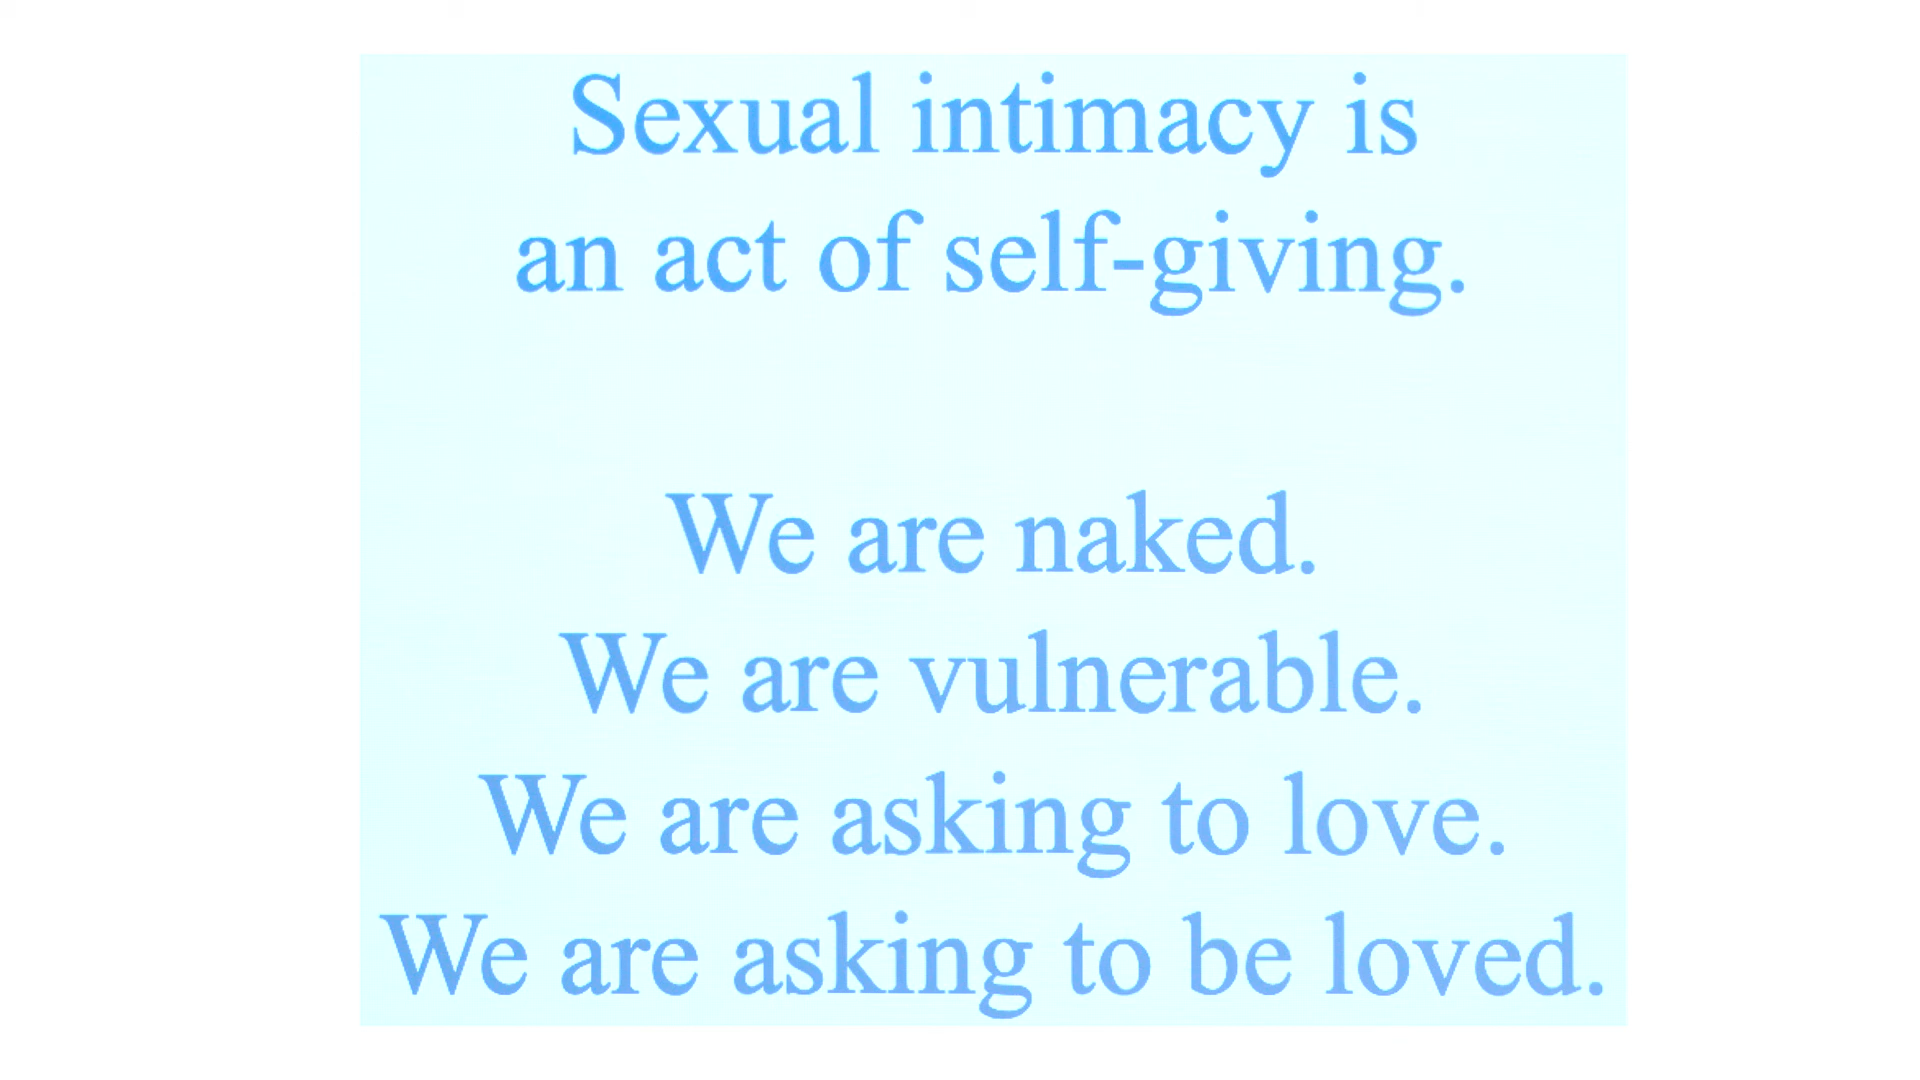 Sexual intimacy is
an act of self-giving.
We are naked.
We are vulnerable.
We are asking to love.
We are asking to be loved.